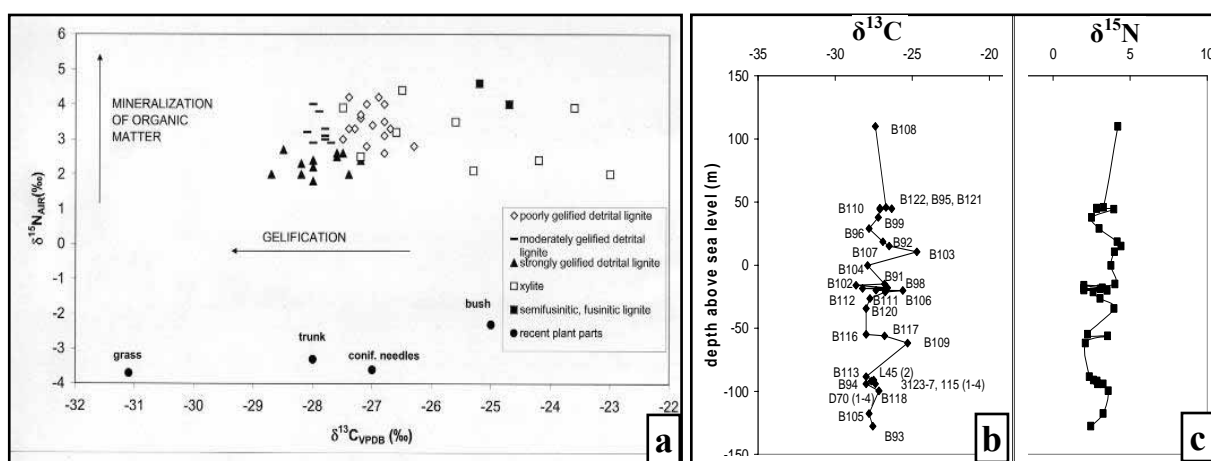 6
5
4
3
2
1
0
-1
-2
-3
-4
δ¹⁵N_AIR(‰)
MINERALIZATION
OF ORGANIC
MATTER
GELIFICATION
poorly gelified detrital lignite
moderately gelified detrital
lignite
strongly gelified detrital lignite
xylite
semifusinitic, fusinitic lignite
recent plant parts
grass
trunk
conif. needles
bush
-32 -31 -30 -29 -28 -27 -26 -25 -24 -23 -22
δ¹³C_VPDB (‰)
a
δ¹³C
-35 -30 -25 -20
150
100
50
0
-50
-100
-150
depth above sea level (m)
B108
B122, B95, B121
B110
B99
B96
B92
B107
B103
B104
B91
B102
B98
B112
B111
B106
B120
B117
B116
B109
B113
L45 (2)
B94
3123-7, 115 (1-4)
D70 (1-4)
B118
B105
B93
b
δ¹⁵N
0 5 10
c